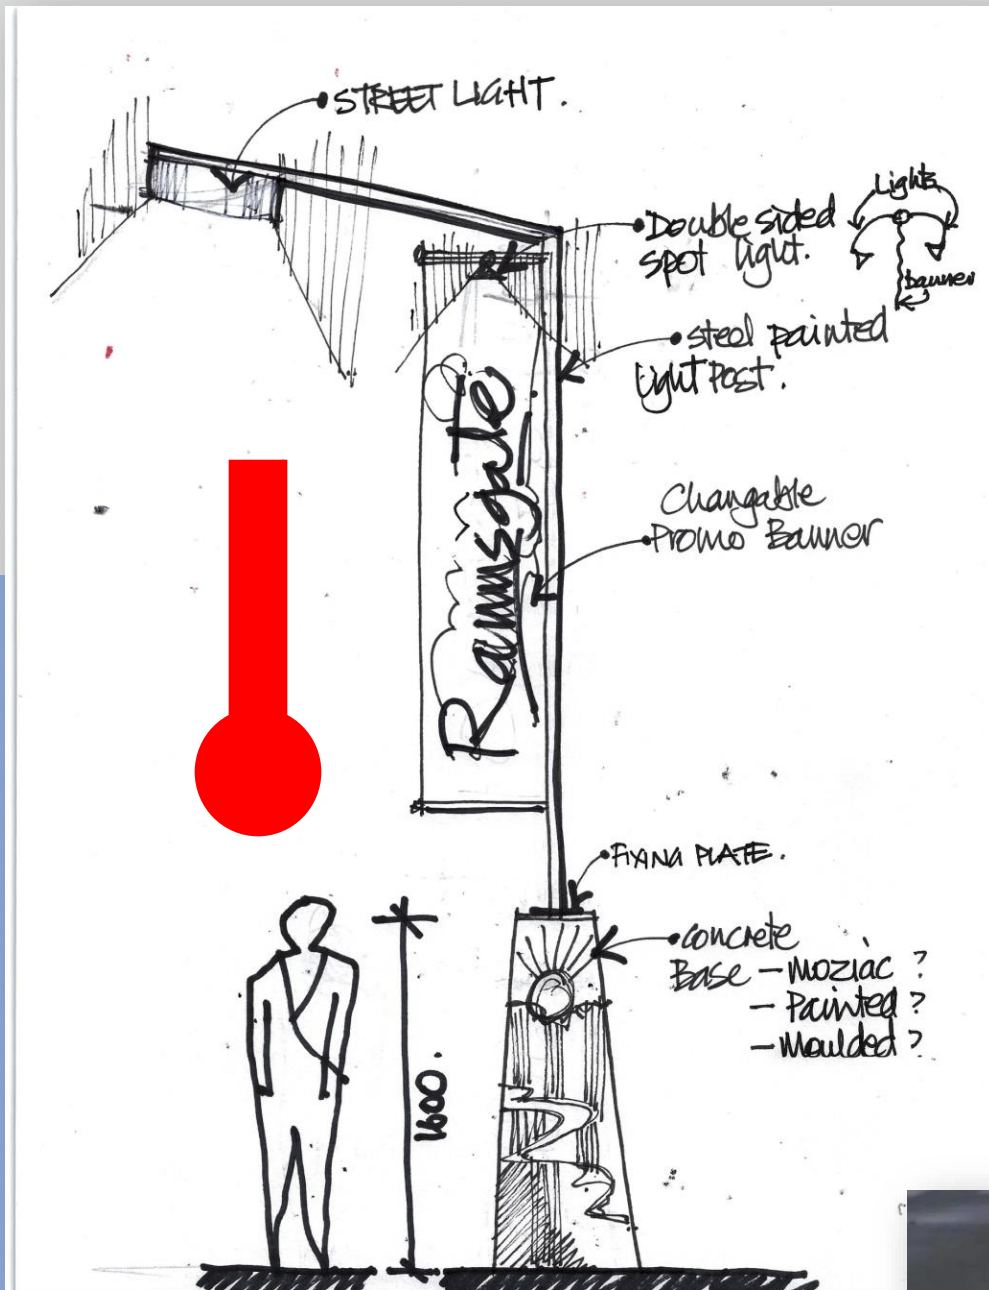 STREET LIGHT.
Lights
Double sided
spot light.
banner
steel painted
light Post.
Changable
Promo Banner
Ramsgate
FIXING PLATE.
concrete
Base - Moziac ?
- Painted ?
- Moulded ?
1600.